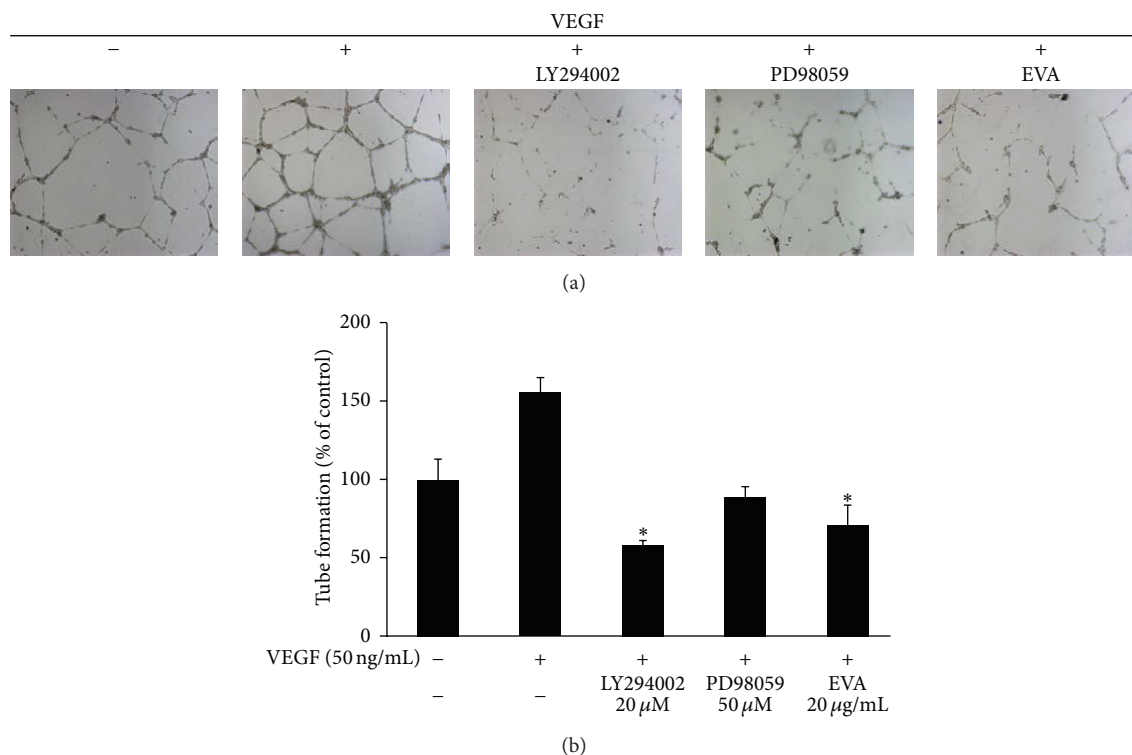 VEGF
− + + + +
LY294002 PD98059 EVA
(a)
200
150
100
50
0
Tube formation (% of control)
*
*
VEGF (50 ng/mL) − + + + +
− − LY294002 PD98059 EVA
20 μM 50 μM 20 μg/mL
(b)